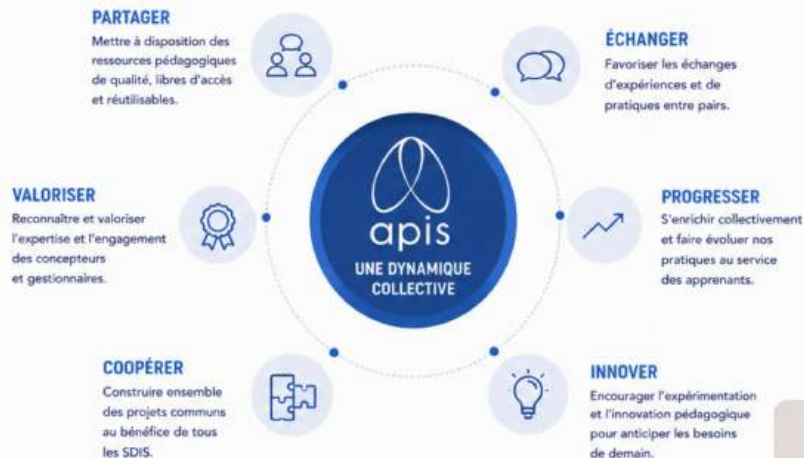 PARTAGER
Mettre à disposition des
ressources pédagogiques
de qualité, libres d'accès
et réutilisables.
ÉCHANGER
Favoriser les échanges
d'expériences et de
pratiques entre pairs.
VALORISER
Reconnaître et valoriser
l'expertise et l'engagement
des concepteurs
et gestionnaires.
apis
UNE DYNAMIQUE
COLLECTIVE
PROGRESSER
S'enrichir collectivement
et faire évoluer nos
pratiques au service
des apprenants.
COOPÉRER
Construire ensemble
des projets communs
au bénéfice de tous
les SDIS.
INNOVER
Encourager l'expérimentation
et l'innovation pédagogique
pour anticiper les besoins
de demain.